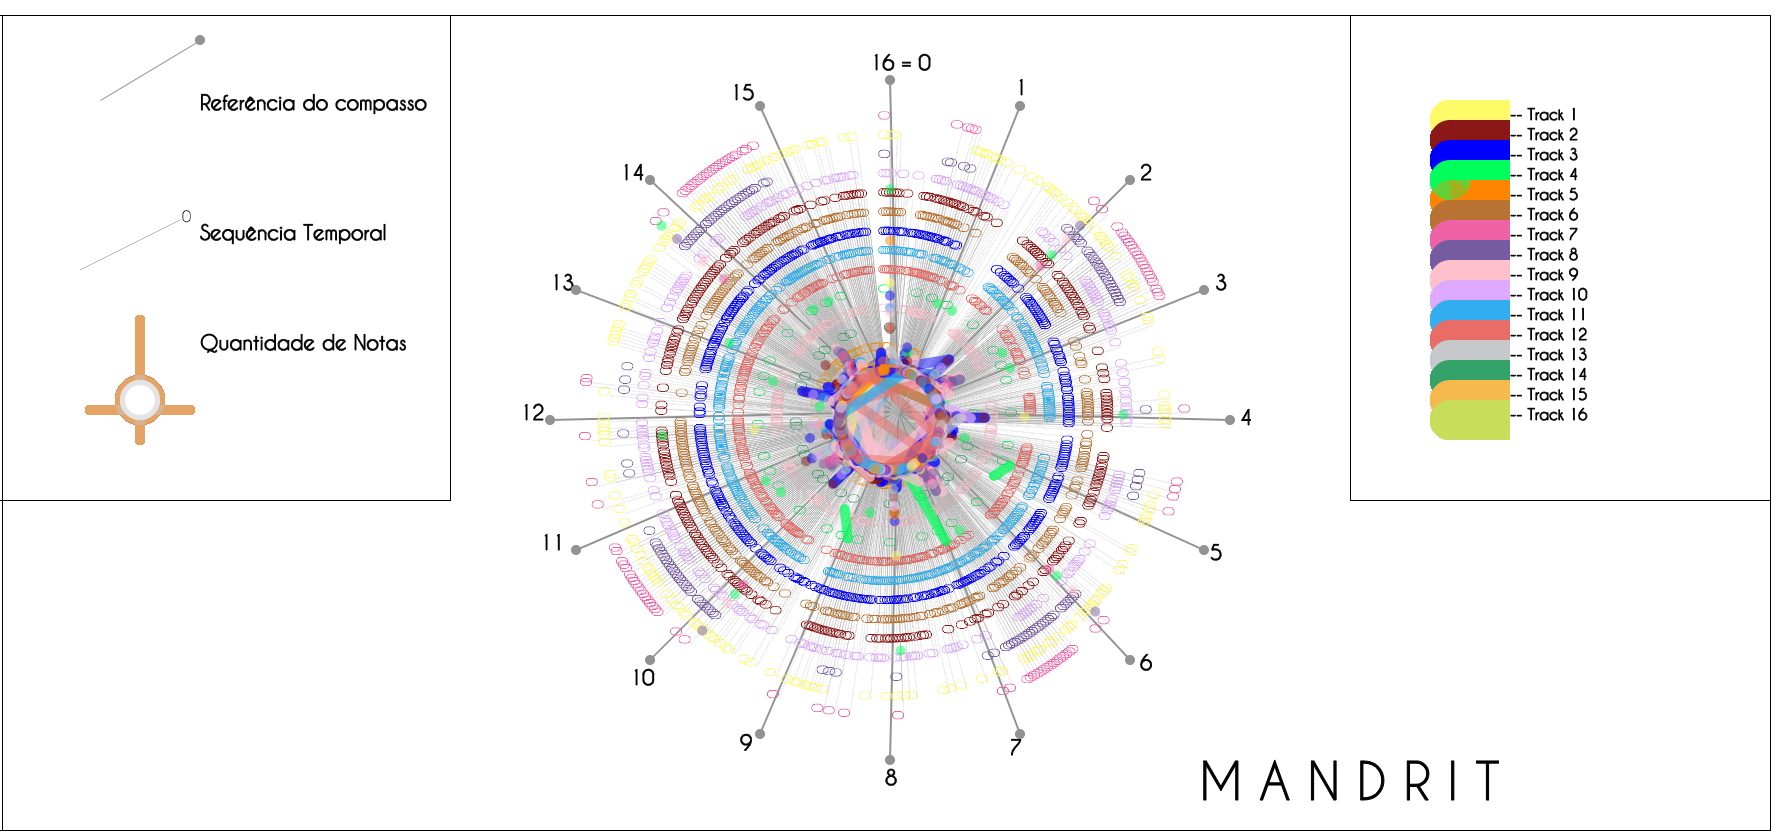 Referência do compasso
Sequência Temporal
Quantidade de Notas
16 = 0
1
2
3
4
5
6
7
8
9
10
11
12
13
14
15
-- Track 1
-- Track 2
-- Track 3
-- Track 4
-- Track 5
-- Track 6
-- Track 7
-- Track 8
-- Track 9
-- Track 10
-- Track 11
-- Track 12
-- Track 13
-- Track 14
-- Track 15
-- Track 16
MANDRIT